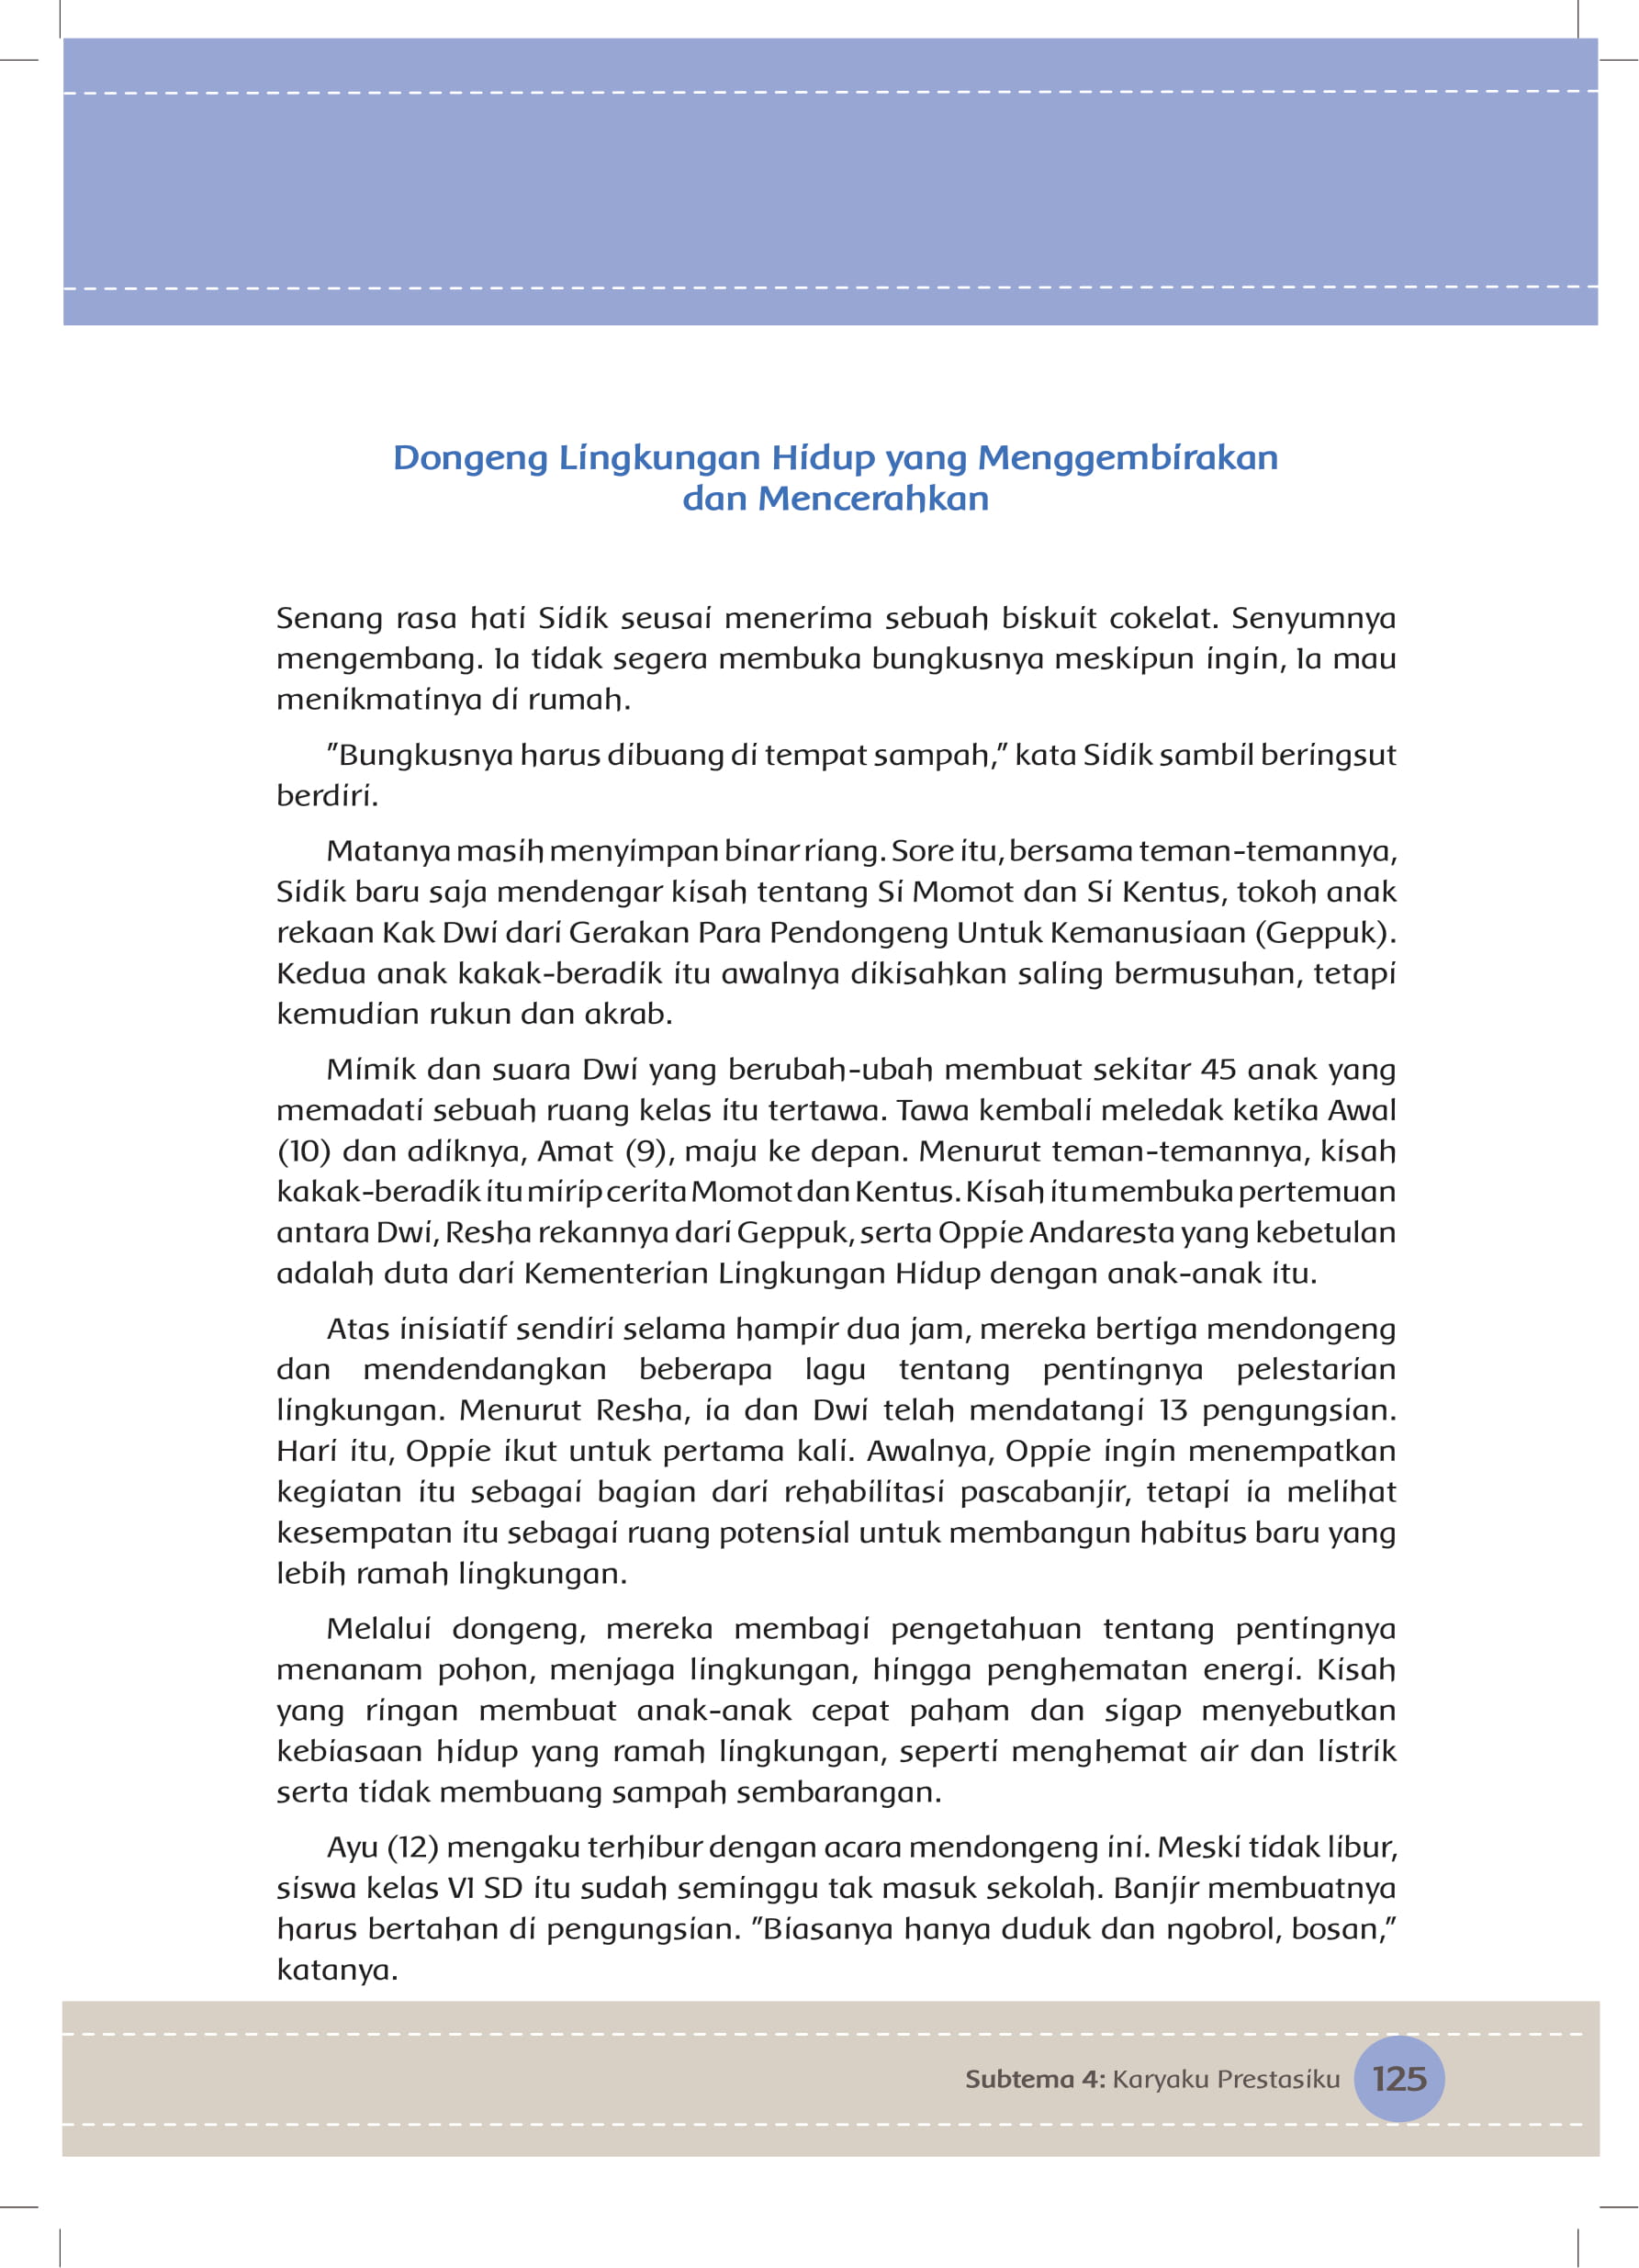 Dongeng Lingkungan Hidup yang Menggembirakan
dan Mencerahkan
Senang rasa hati Sidik seusai menerima sebuah biskuit cokelat. Senyumnya
mengembang. Ia tidak segera membuka bungkusnya meskipun ingin, Ia mau
menikmatinya di rumah.
"Bungkusnya harus dibuang di tempat sampah," kata Sidik sambil beringsut
berdiri.
Matanya masih menyimpan binar riang. Sore itu, bersama teman-temannya,
Sidik baru saja mendengar kisah tentang Si Momot dan Si Kentus, tokoh anak
rekaan Kak Dwi dari Gerakan Para Pendongeng Untuk Kemanusiaan (Geppuk).
Kedua anak kakak-beradik itu awalnya dikisahkan saling bermusuhan, tetapi
kemudian rukun dan akrab.
Mimik dan suara Dwi yang berubah-ubah membuat sekitar 45 anak yang
memadati sebuah ruang kelas itu tertawa. Tawa kembali meledak ketika Awal
(10) dan adiknya, Amat (9), maju ke depan. Menurut teman-temannya, kisah
kakak-beradik itu mirip cerita Momot dan Kentus. Kisah itu membuka pertemuan
antara Dwi, Resha rekannya dari Geppuk, serta Oppie Andaresta yang kebetulan
adalah duta dari Kementerian Lingkungan Hidup dengan anak-anak itu.
Atas inisiatif sendiri selama hampir dua jam, mereka bertiga mendongeng
dan mendendangkan beberapa lagu tentang pentingnya pelestarian
lingkungan. Menurut Resha, ia dan Dwi telah mendatangi 13 pengungsian.
Hari itu, Oppie ikut untuk pertama kali. Awalnya, Oppie ingin menempatkan
kegiatan itu sebagai bagian dari rehabilitasi pascabanjir, tetapi ia melihat
kesempatan itu sebagai ruang potensial untuk membangun habitus baru yang
lebih ramah lingkungan.
Melalui dongeng, mereka membagi pengetahuan tentang pentingnya
menanam pohon, menjaga lingkungan, hingga penghematan energi. Kisah
yang ringan membuat anak-anak cepat paham dan sigap menyebutkan
kebiasaan hidup yang ramah lingkungan, seperti menghemat air dan listrik
serta tidak membuang sampah sembarangan.
Ayu (12) mengaku terhibur dengan acara mendongeng ini. Meski tidak libur,
siswa kelas VI SD itu sudah seminggu tak masuk sekolah. Banjir membuatnya
harus bertahan di pengungsian. "Biasanya hanya duduk dan ngobrol, bosan,"
katanya.
Subtema 4: Karyaku Prestasiku 125